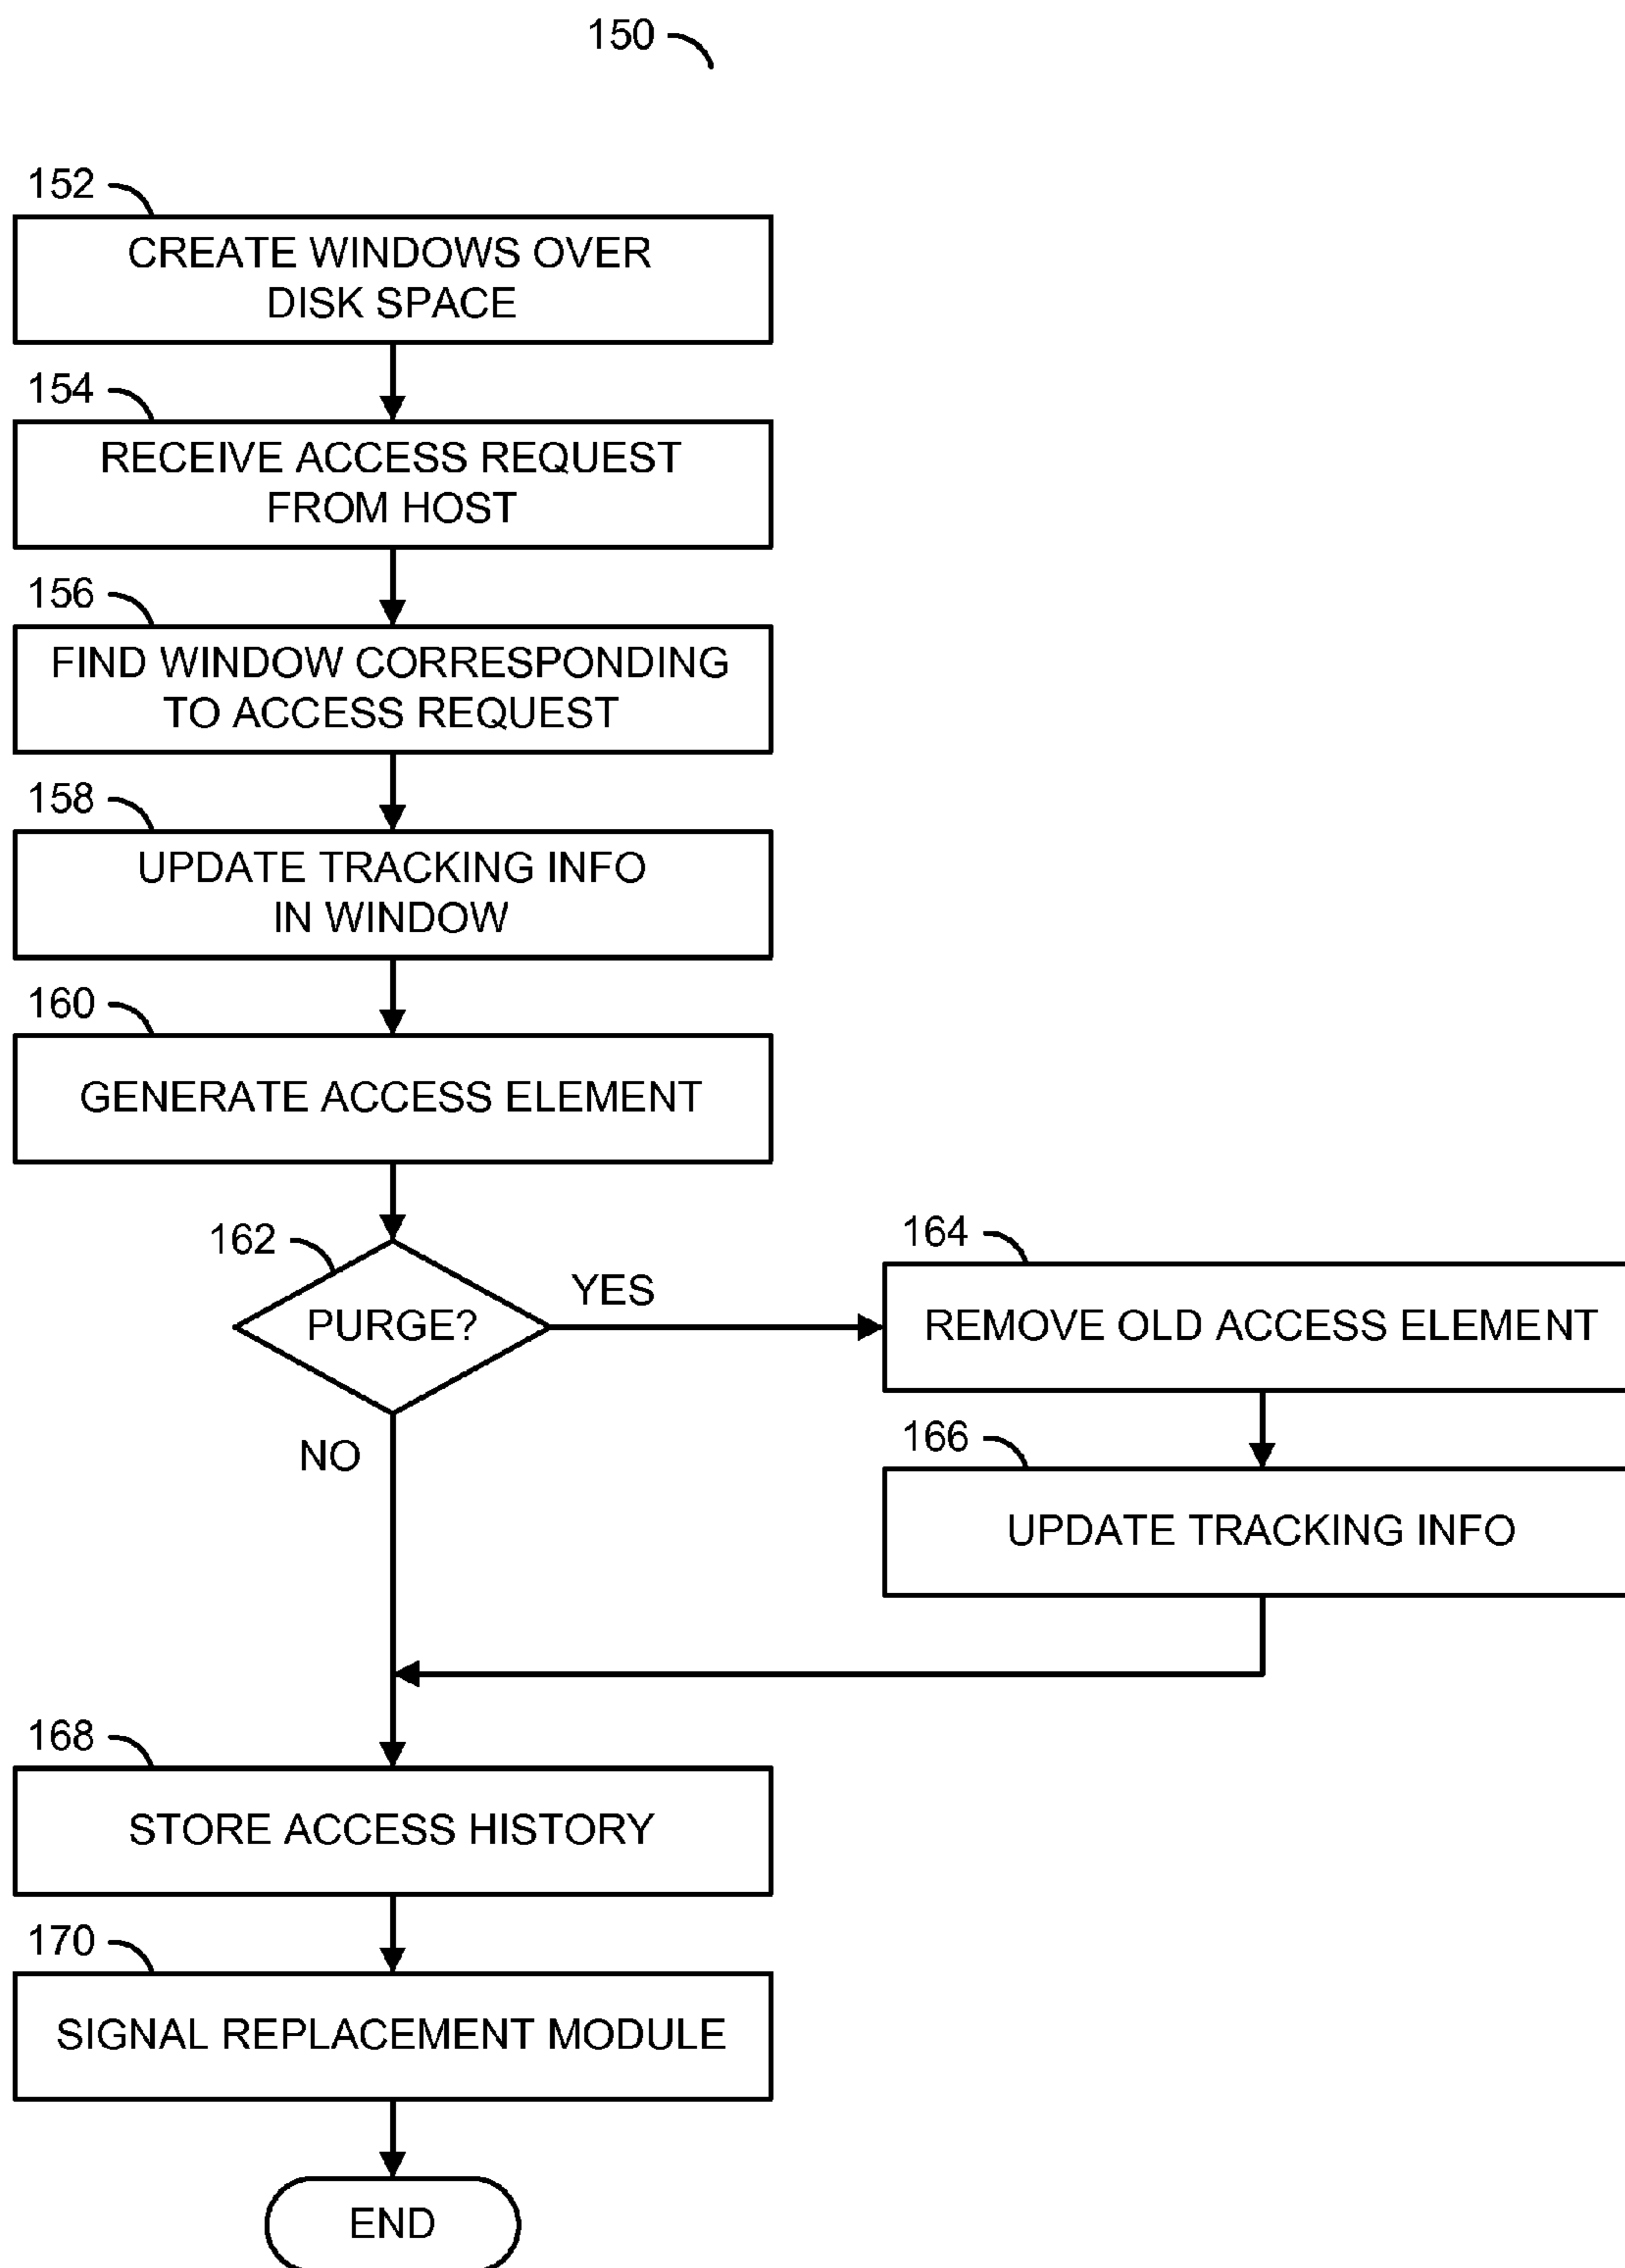 150
152
CREATE WINDOWS OVER
DISK SPACE
154
RECEIVE ACCESS REQUEST
FROM HOST
156
FIND WINDOW CORRESPONDING
TO ACCESS REQUEST
158
UPDATE TRACKING INFO
IN WINDOW
160
GENERATE ACCESS ELEMENT
162
PURGE?
YES
NO
164
REMOVE OLD ACCESS ELEMENT
166
UPDATE TRACKING INFO
168
STORE ACCESS HISTORY
170
SIGNAL REPLACEMENT MODULE
END